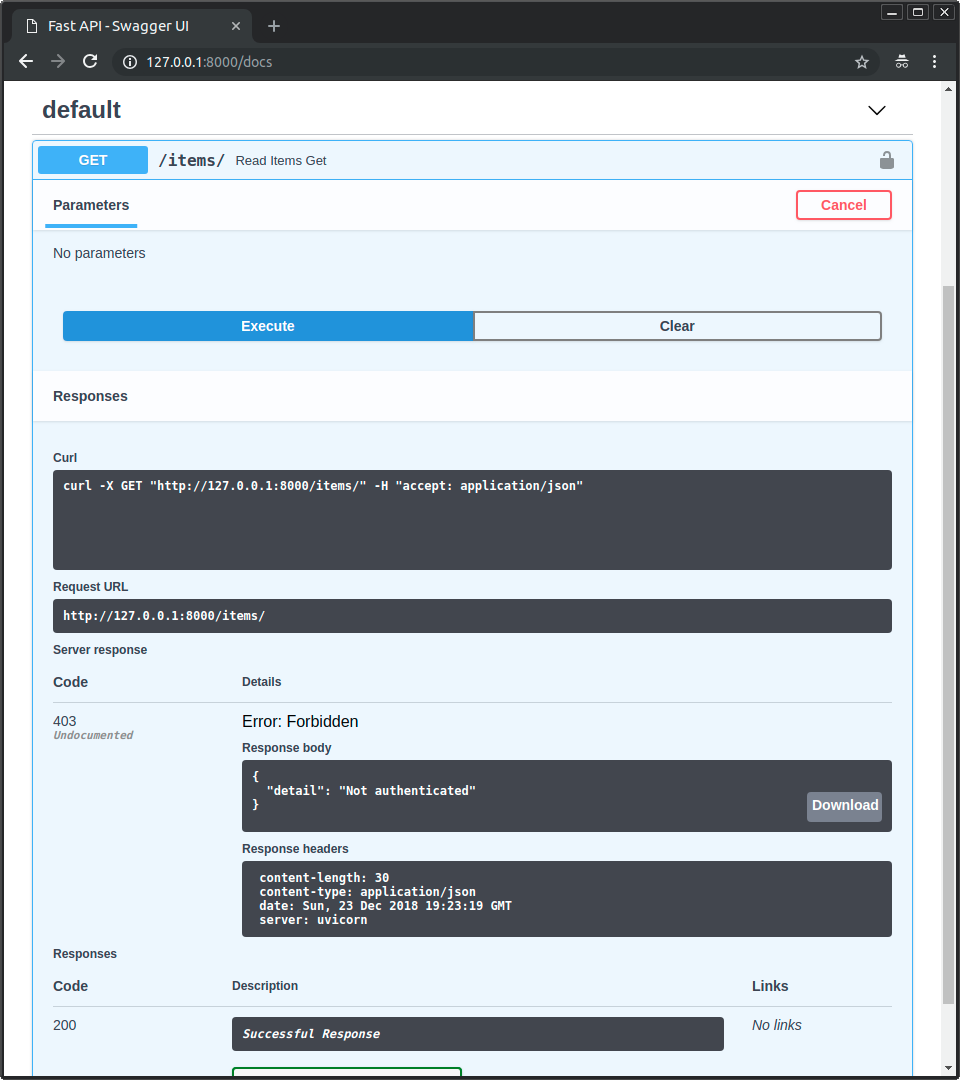 Fast API - Swagger UI
127.0.0.1:8000/docs
default
GET /items/ Read Items Get
Parameters Cancel
No parameters
Execute Clear
Responses
Curl
curl -X GET "http://127.0.0.1:8000/items/" -H "accept: application/json"
Request URL
http://127.0.0.1:8000/items/
Server response
Code Details
403 Error: Forbidden
Undocumented
Response body
{
"detail": "Not authenticated"
}
Download
Response headers
content-length: 30
content-type: application/json
date: Sun, 23 Dec 2018 19:23:19 GMT
server: uvicorn
Responses
Code Description Links
200 Successful Response No links